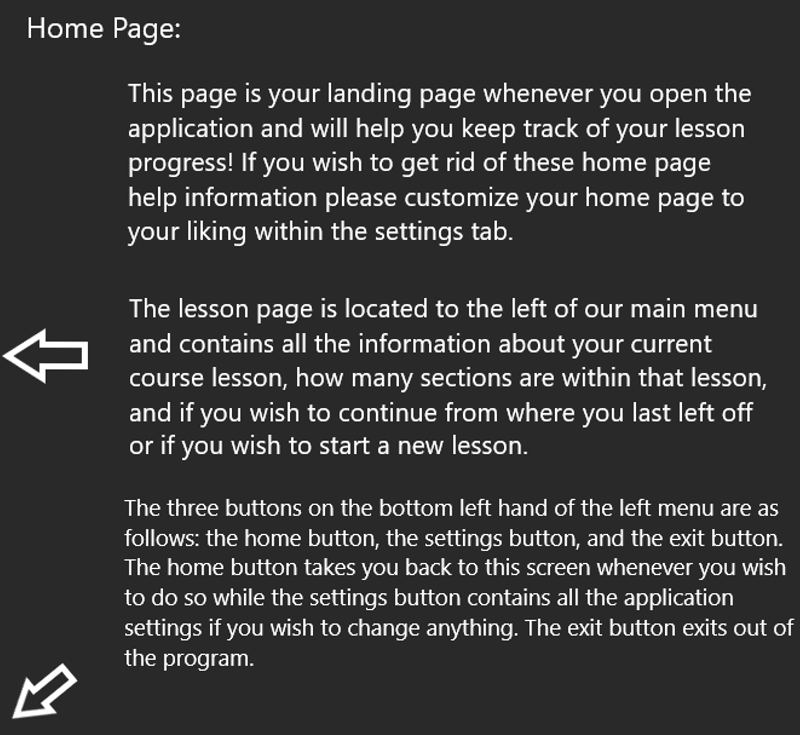 Home Page:
This page is your landing page whenever you open the
application and will help you keep track of your lesson
progress! If you wish to get rid of these home page
help information please customize your home page to
your liking within the settings tab.
The lesson page is located to the left of our main menu
and contains all the information about your current
course lesson, how many sections are within that lesson,
and if you wish to continue from where you last left off
or if you wish to start a new lesson.
The three buttons on the bottom left hand of the left menu are as
follows: the home button, the settings button, and the exit button.
The home button takes you back to this screen whenever you wish
to do so while the settings button contains all the application
settings if you wish to change anything. The exit button exits out of
the program.